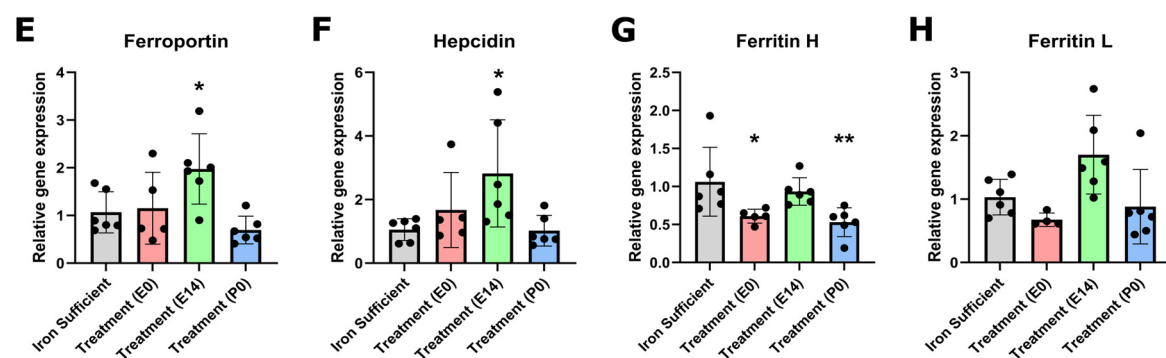 E
Ferroportin
Relative gene expression
4
3
2
1
0
*
Iron Sufficient
Treatment (E0)
Treatment (E14)
Treatment (P0)
F
Hepcidin
Relative gene expression
6
4
2
0
*
Iron Sufficient
Treatment (E0)
Treatment (E14)
Treatment (P0)
G
Ferritin H
Relative gene expression
2.5
2.0
1.5
1.0
0.5
0.0
*
**
Iron Sufficient
Treatment (E0)
Treatment (E14)
Treatment (P0)
H
Ferritin L
Relative gene expression
3
2
1
0
Iron Sufficient
Treatment (E0)
Treatment (E14)
Treatment (P0)